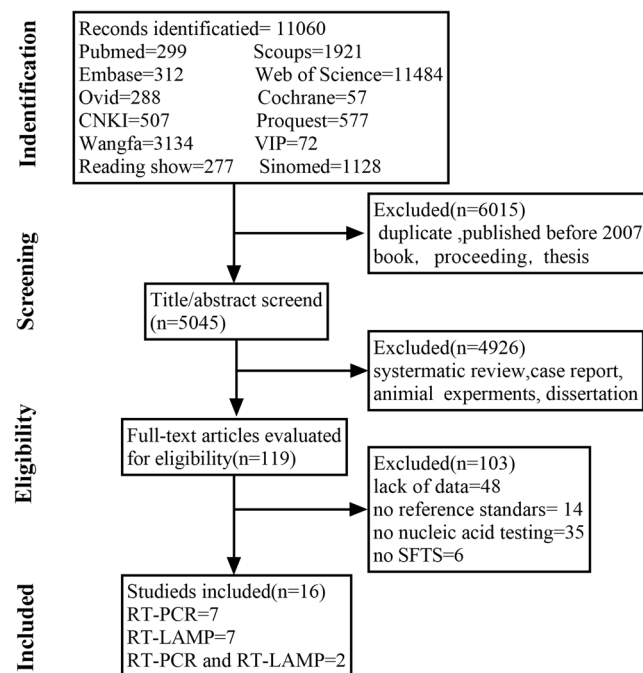 Indentification
Reconds identificatied= 11060
Pubmed=299 Scoups=1921
Embase=312 Web of Science=11484
Ovid=288 Cochrane=57
CNKI=507 Proquest=577
Wangfa=3134 VIP=72
Reading show=277 Sinomed=1128
Excluded(n=6015)
duplicate ,published before 2007
book, proceeding, thesis
Screening
Title/abstract screend
(n=5045)
Excluded(n=4926)
systermatic review,case report,
animial experments, dissertation
Eligibility
Full-text articles evaluated
for eligibility(n=119)
Excluded(n=103)
lack of data=48
no reference standars= 14
no nucleic acid testing=35
no SFTS=6
Included
Studieds included(n=16)
RT-PCR=7
RT-LAMP=7
RT-PCR and RT-LAMP=2